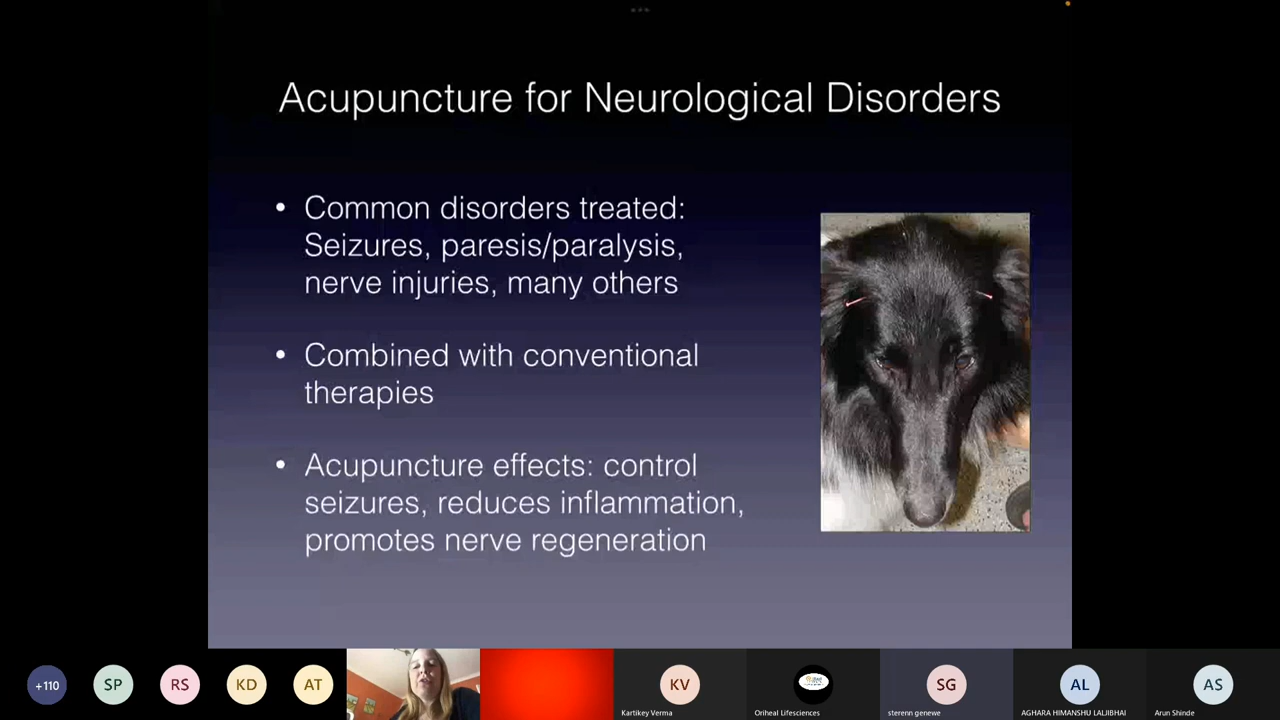 Acupuncture for Neurological Disorders
• Common disorders treated:
Seizures, paresis/paralysis,
nerve injuries, many others
• Combined with conventional
therapies
• Acupuncture effects: control
seizures, reduces inflammation,
promotes nerve regeneration
+110
SP
RS
KD
AT
KV
SG
AL
AS
Kartikey Verma
Oriheal Lifesciences
sterenn genewe
AGHARA HIMANSHU LALJIBHAI
Arun Shinde